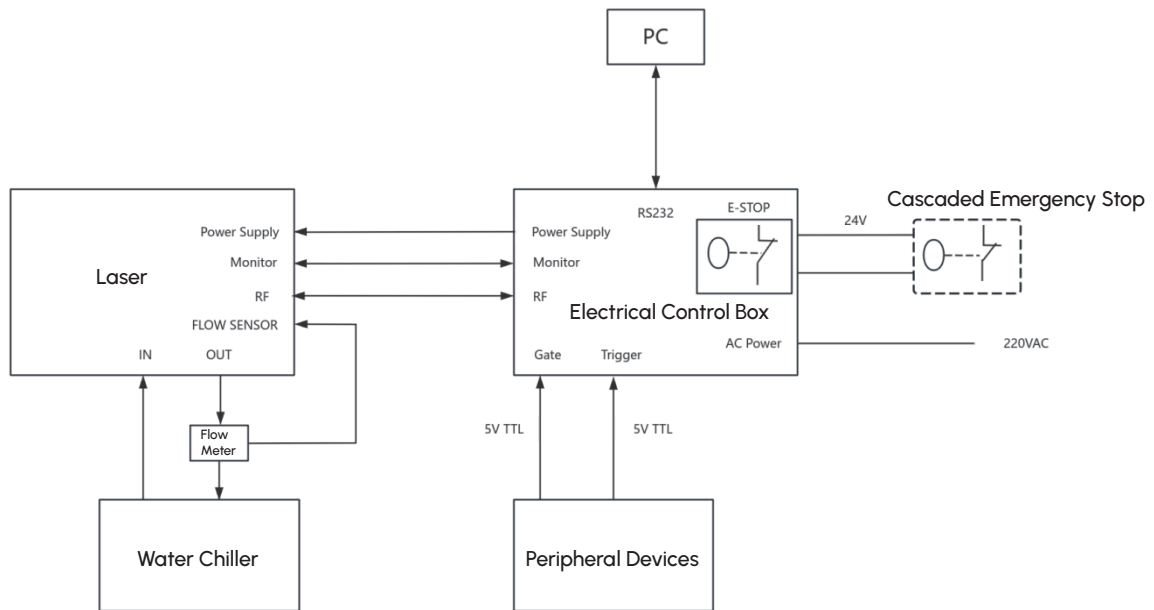 PC
Cascaded Emergency Stop
RS232
E-STOP
24V
Power Supply
Monitor
RF
FLOW SENSOR
Laser
IN
OUT
Power Supply
Monitor
RF
Electrical Control Box
Gate
Trigger
AC Power
220VAC
5V TTL
5V TTL
Flow
Meter
Water Chiller
Peripheral Devices